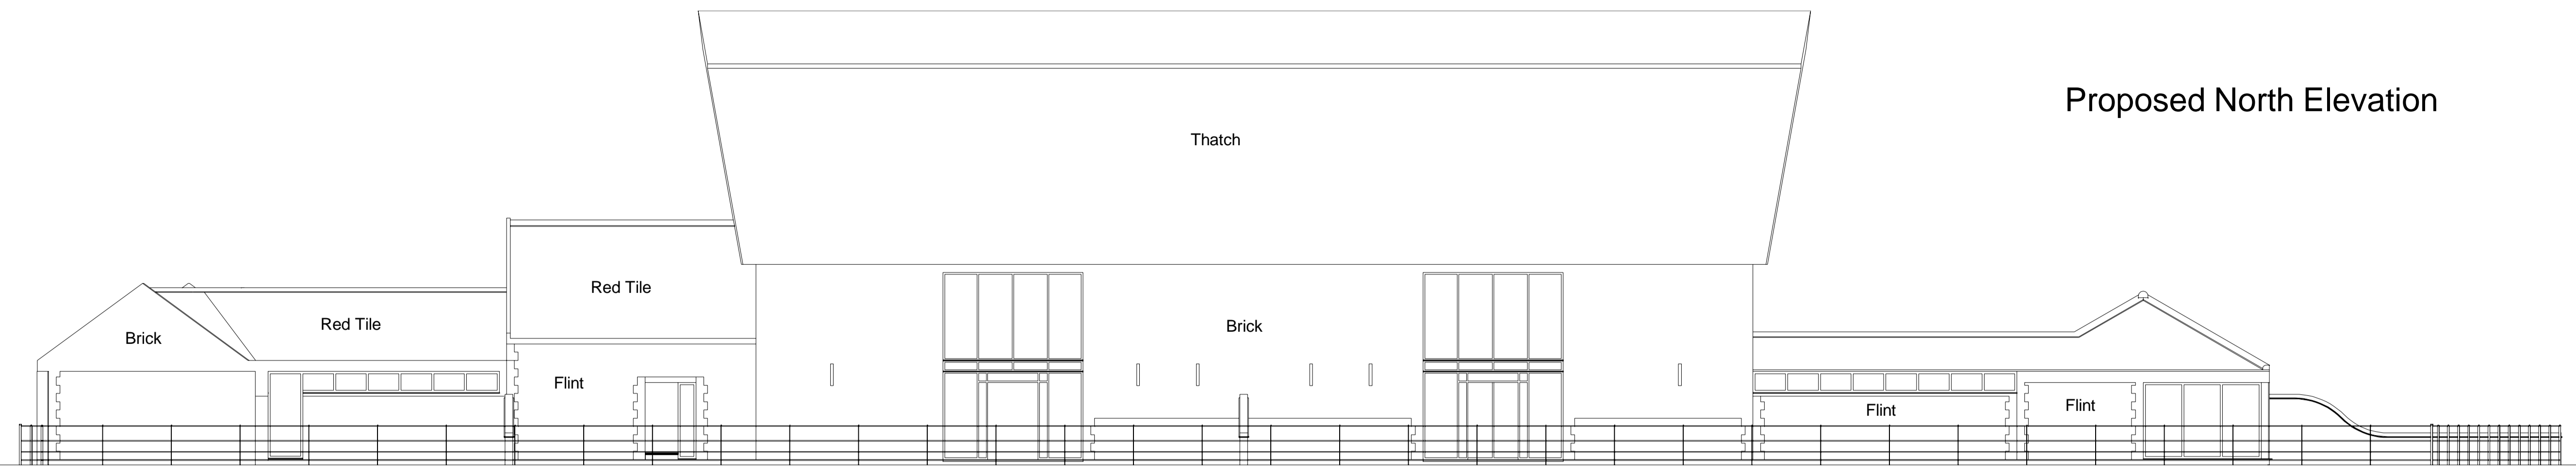 Proposed North Elevation
Thatch
Red Tile
Brick
Red Tile
Brick
Flint
Flint
Flint